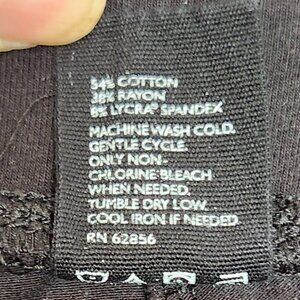 54% COTTON
38% RAYON
8% LYCRA® SPANDEX
MACHINE WASH COLD.
GENTLE CYCLE.
ONLY NON-
CHLORINE BLEACH
WHEN NEEDED.
TUMBLE DRY LOW.
COOL IRON IF NEEDED.
RN 62856